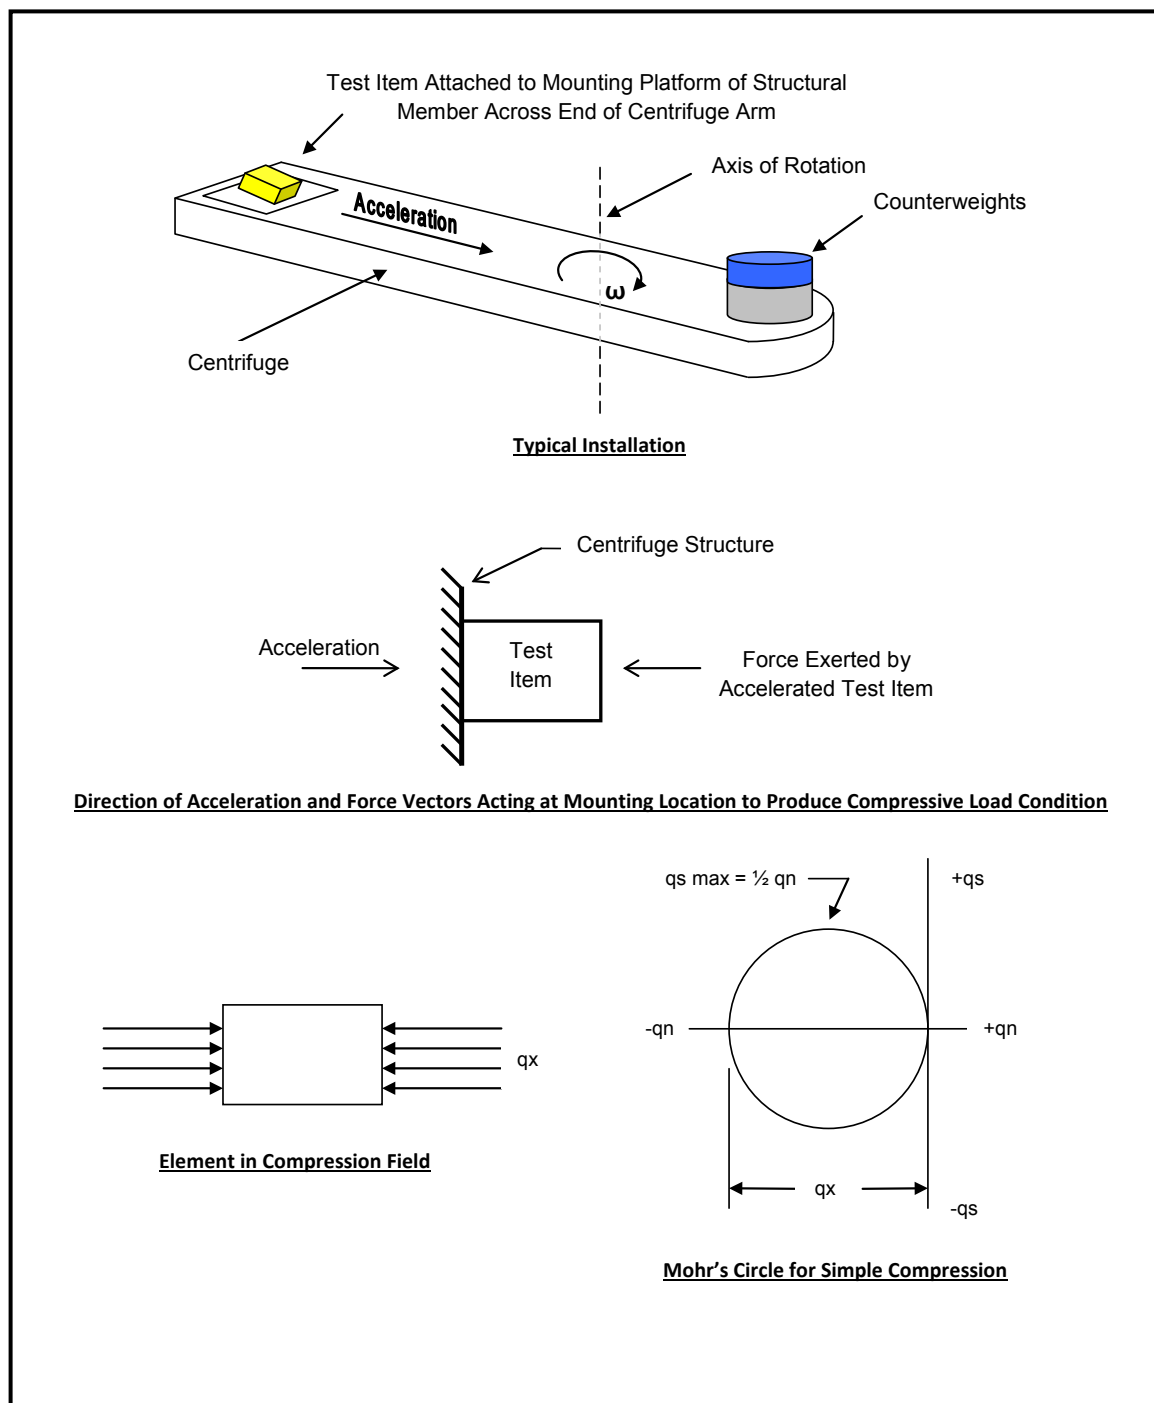 Test Item Attached to Mounting Platform of Structural
Member Across End of Centrifuge Arm
Axis of Rotation
Counterweights
Acceleration
ω
Centrifuge
Typical Installation
Centrifuge Structure
Acceleration
Test
Item
Force Exerted by
Accelerated Test Item
Direction of Acceleration and Force Vectors Acting at Mounting Location to Produce Compressive Load Condition
qs max = ½ qn
+qs
-qn
+qn
qx
Element in Compression Field
qx
-qs
Mohr’s Circle for Simple Compression